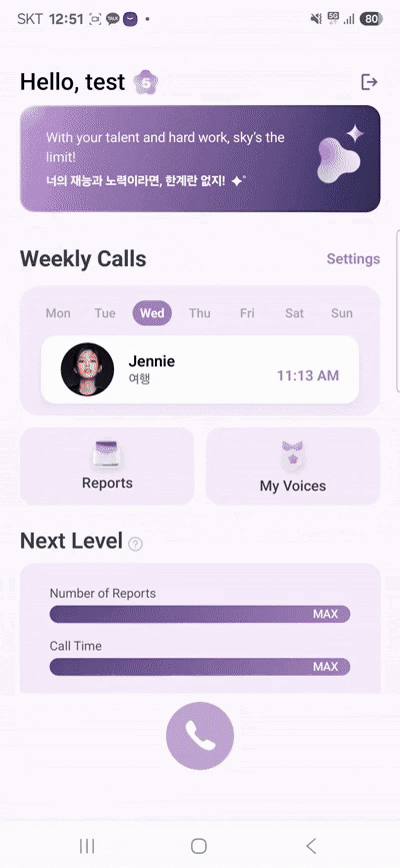 SKT 12:51 TALK 5G 80
Hello, test 5
With your talent and hard work, sky's the
limit!
너의 재능과 노력이라면, 한계란 없지!
Weekly Calls Settings
Mon Tue Wed Thu Fri Sat Sun
Jennie
여행
11:13 AM
Reports My Voices
Next Level ?
Number of Reports
MAX
Call Time
MAX